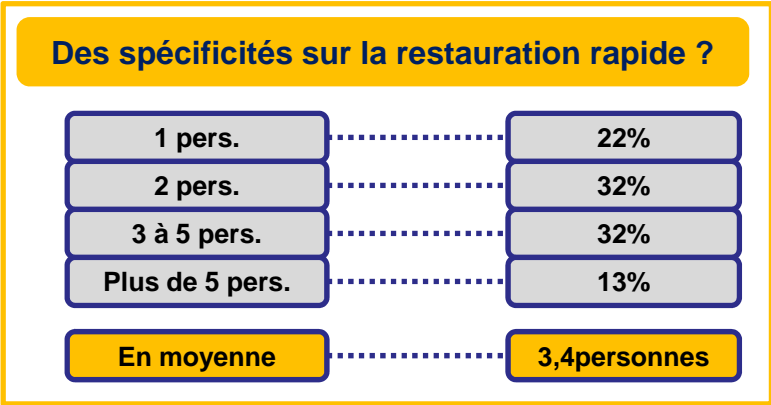 Des spécificités sur la restauration rapide ?
1 pers. 22%
2 pers. 32%
3 à 5 pers. 32%
Plus de 5 pers. 13%
En moyenne 3,4personnes